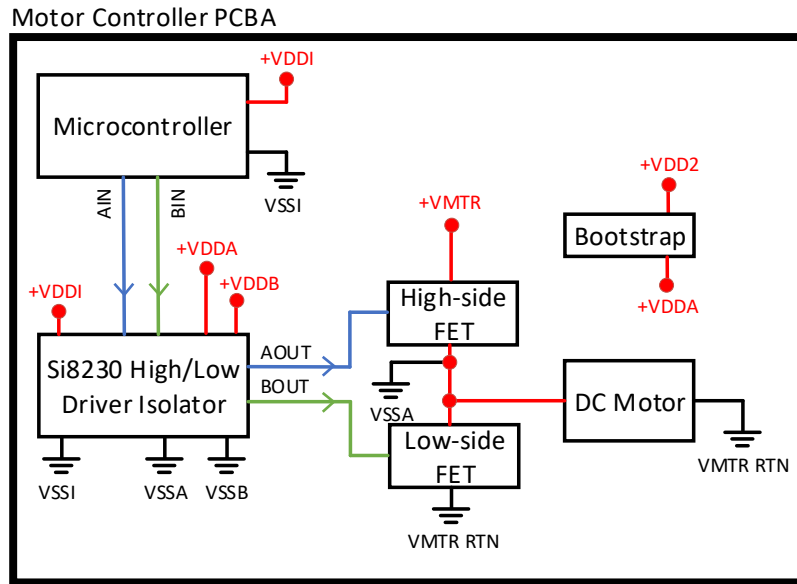 Motor Controller PCBA
+VDDI
Microcontroller
VSSI
AIN
BIN
+VDD2
Bootstrap
+VDDA
+VMTR
+VDDI
+VDDA
+VDDB
High-side
FET
Si8230 High/Low
Driver Isolator
AOUT
BOUT
VSSA
DC Motor
VMTR RTN
Low-side
FET
VMTR RTN
VSSI
VSSA
VSSB